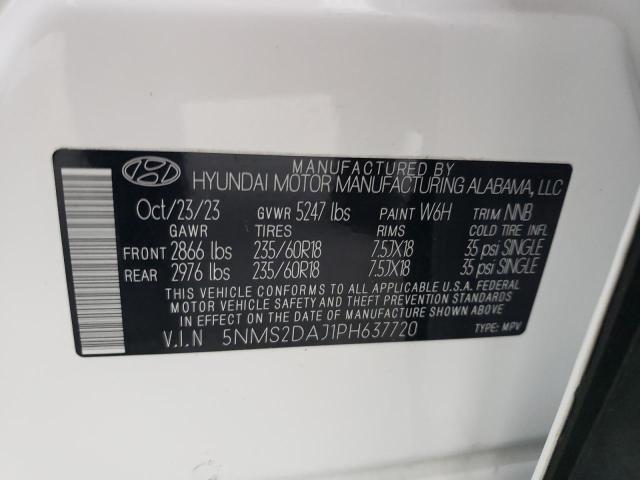 MANUFACTURED BY
HYUNDAI MOTOR MANUFACTURING ALABAMA, LLC
Oct/23/23 GVWR 5247 lbs PAINT W6H TRIM NNB
GAWR TIRES RIMS COLD TIRE INFL
FRONT 2866 lbs 235/60R18 7.5JX18 35 psi SINGLE
REAR 2976 lbs 235/60R18 7.5JX18 35 psi SINGLE
THIS VEHICLE CONFORMS TO ALL APPLICABLE U.S.A. FEDERAL
MOTOR VEHICLE SAFETY AND THEFT PREVENTION STANDARDS
IN EFFECT ON THE DATE OF MANUFACTURE SHOWN ABOVE
V.I.N 5NMS2DAJ1PH637720 TYPE: MPV